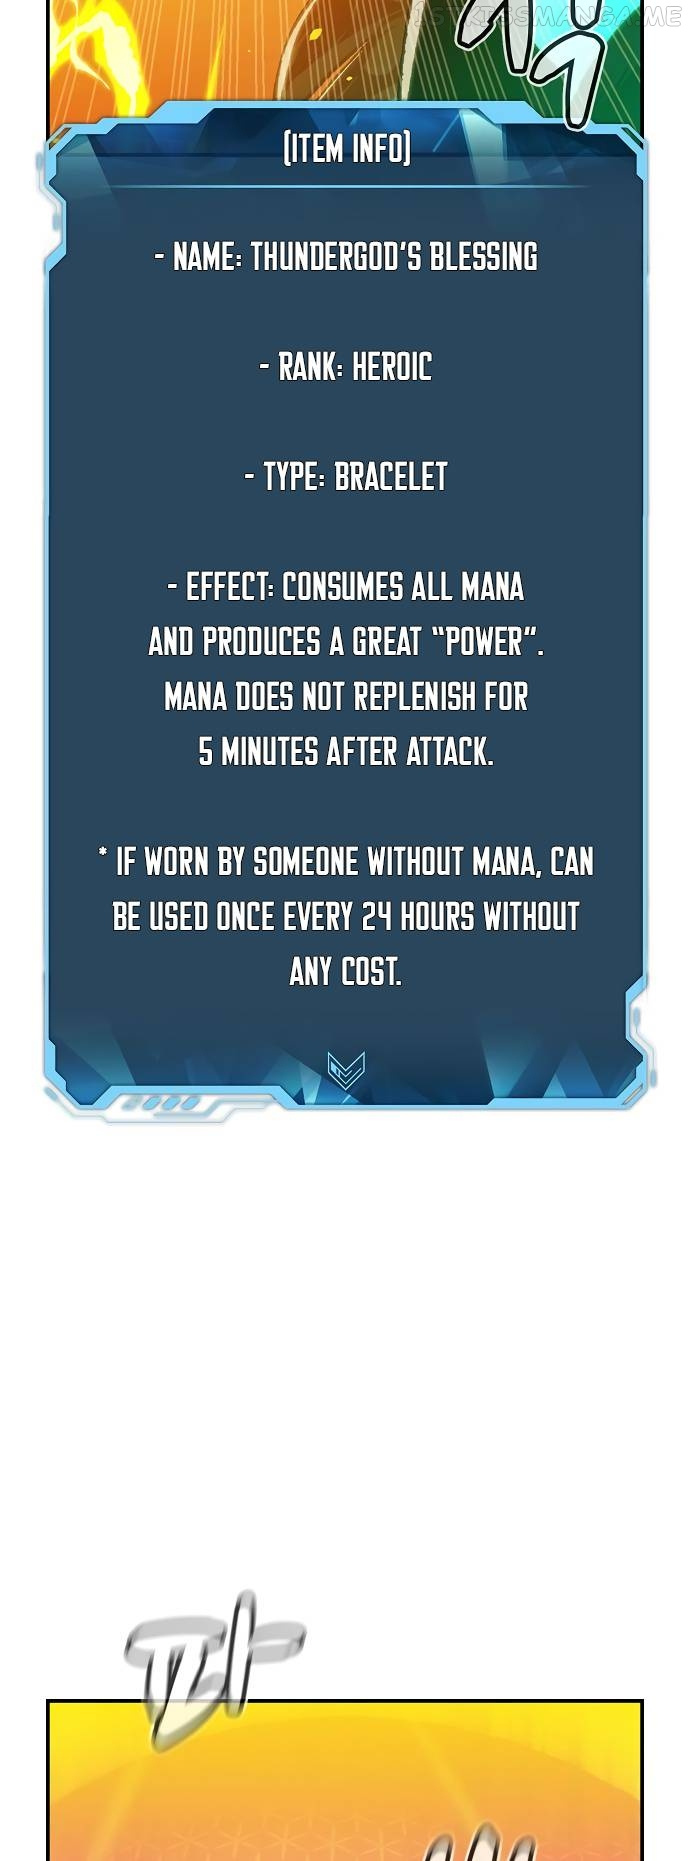 1STKISSMANGA.ME
[ITEM INFO]
- NAME: THUNDERGOD'S BLESSING
- RANK: HEROIC
- TYPE: BRACELET
- EFFECT: CONSUMES ALL MANA
AND PRODUCES A GREAT “POWER”.
MANA DOES NOT REPLENISH FOR
5 MINUTES AFTER ATTACK.
* IF WORN BY SOMEONE WITHOUT MANA, CAN
BE USED ONCE EVERY 24 HOURS WITHOUT
ANY COST.